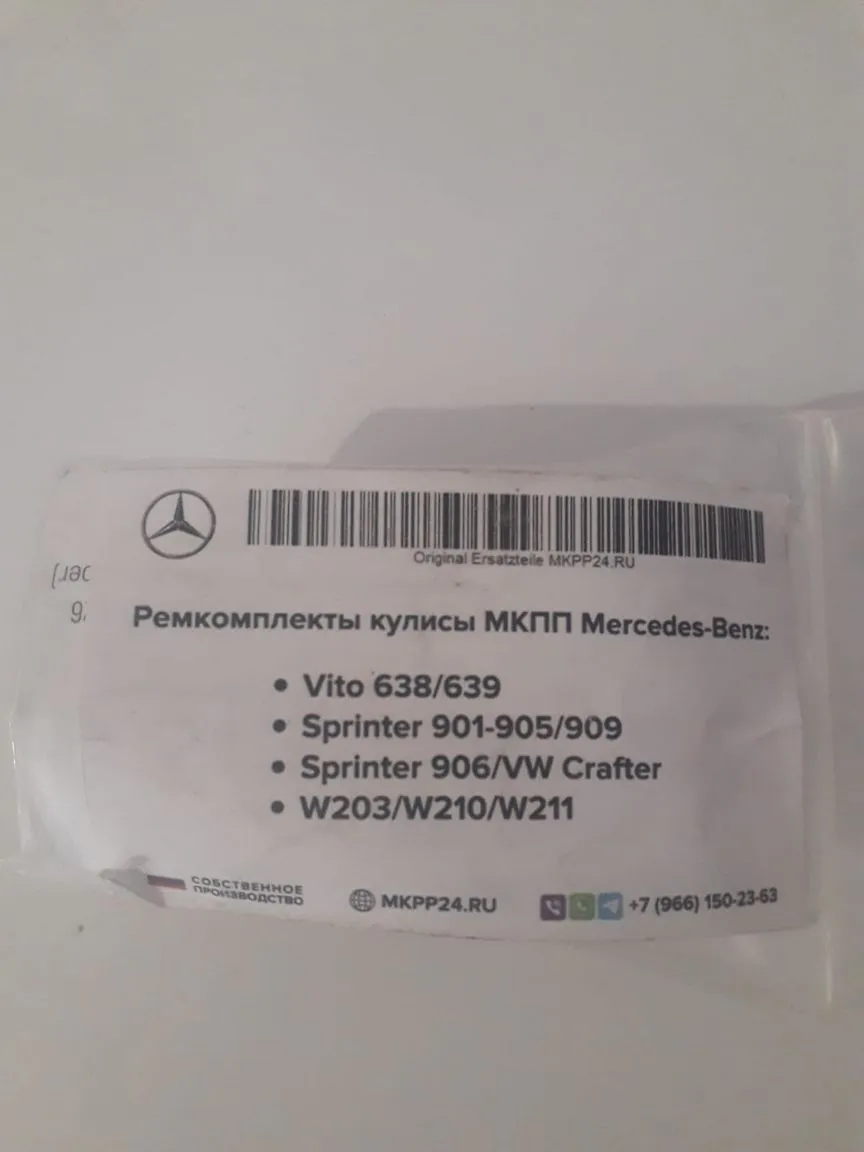 Original Ersatzteile MKPP24.RU
Ремкомплекты кулисы МКПП Mercedes-Benz:
• Vito 638/639
• Sprinter 901-905/909
• Sprinter 906/VW Crafter
• W203/W210/W211
СОБСТВЕННОЕ
ПРОИЗВОДСТВО
MKPP24.RU
+7 (966) 150-23-63